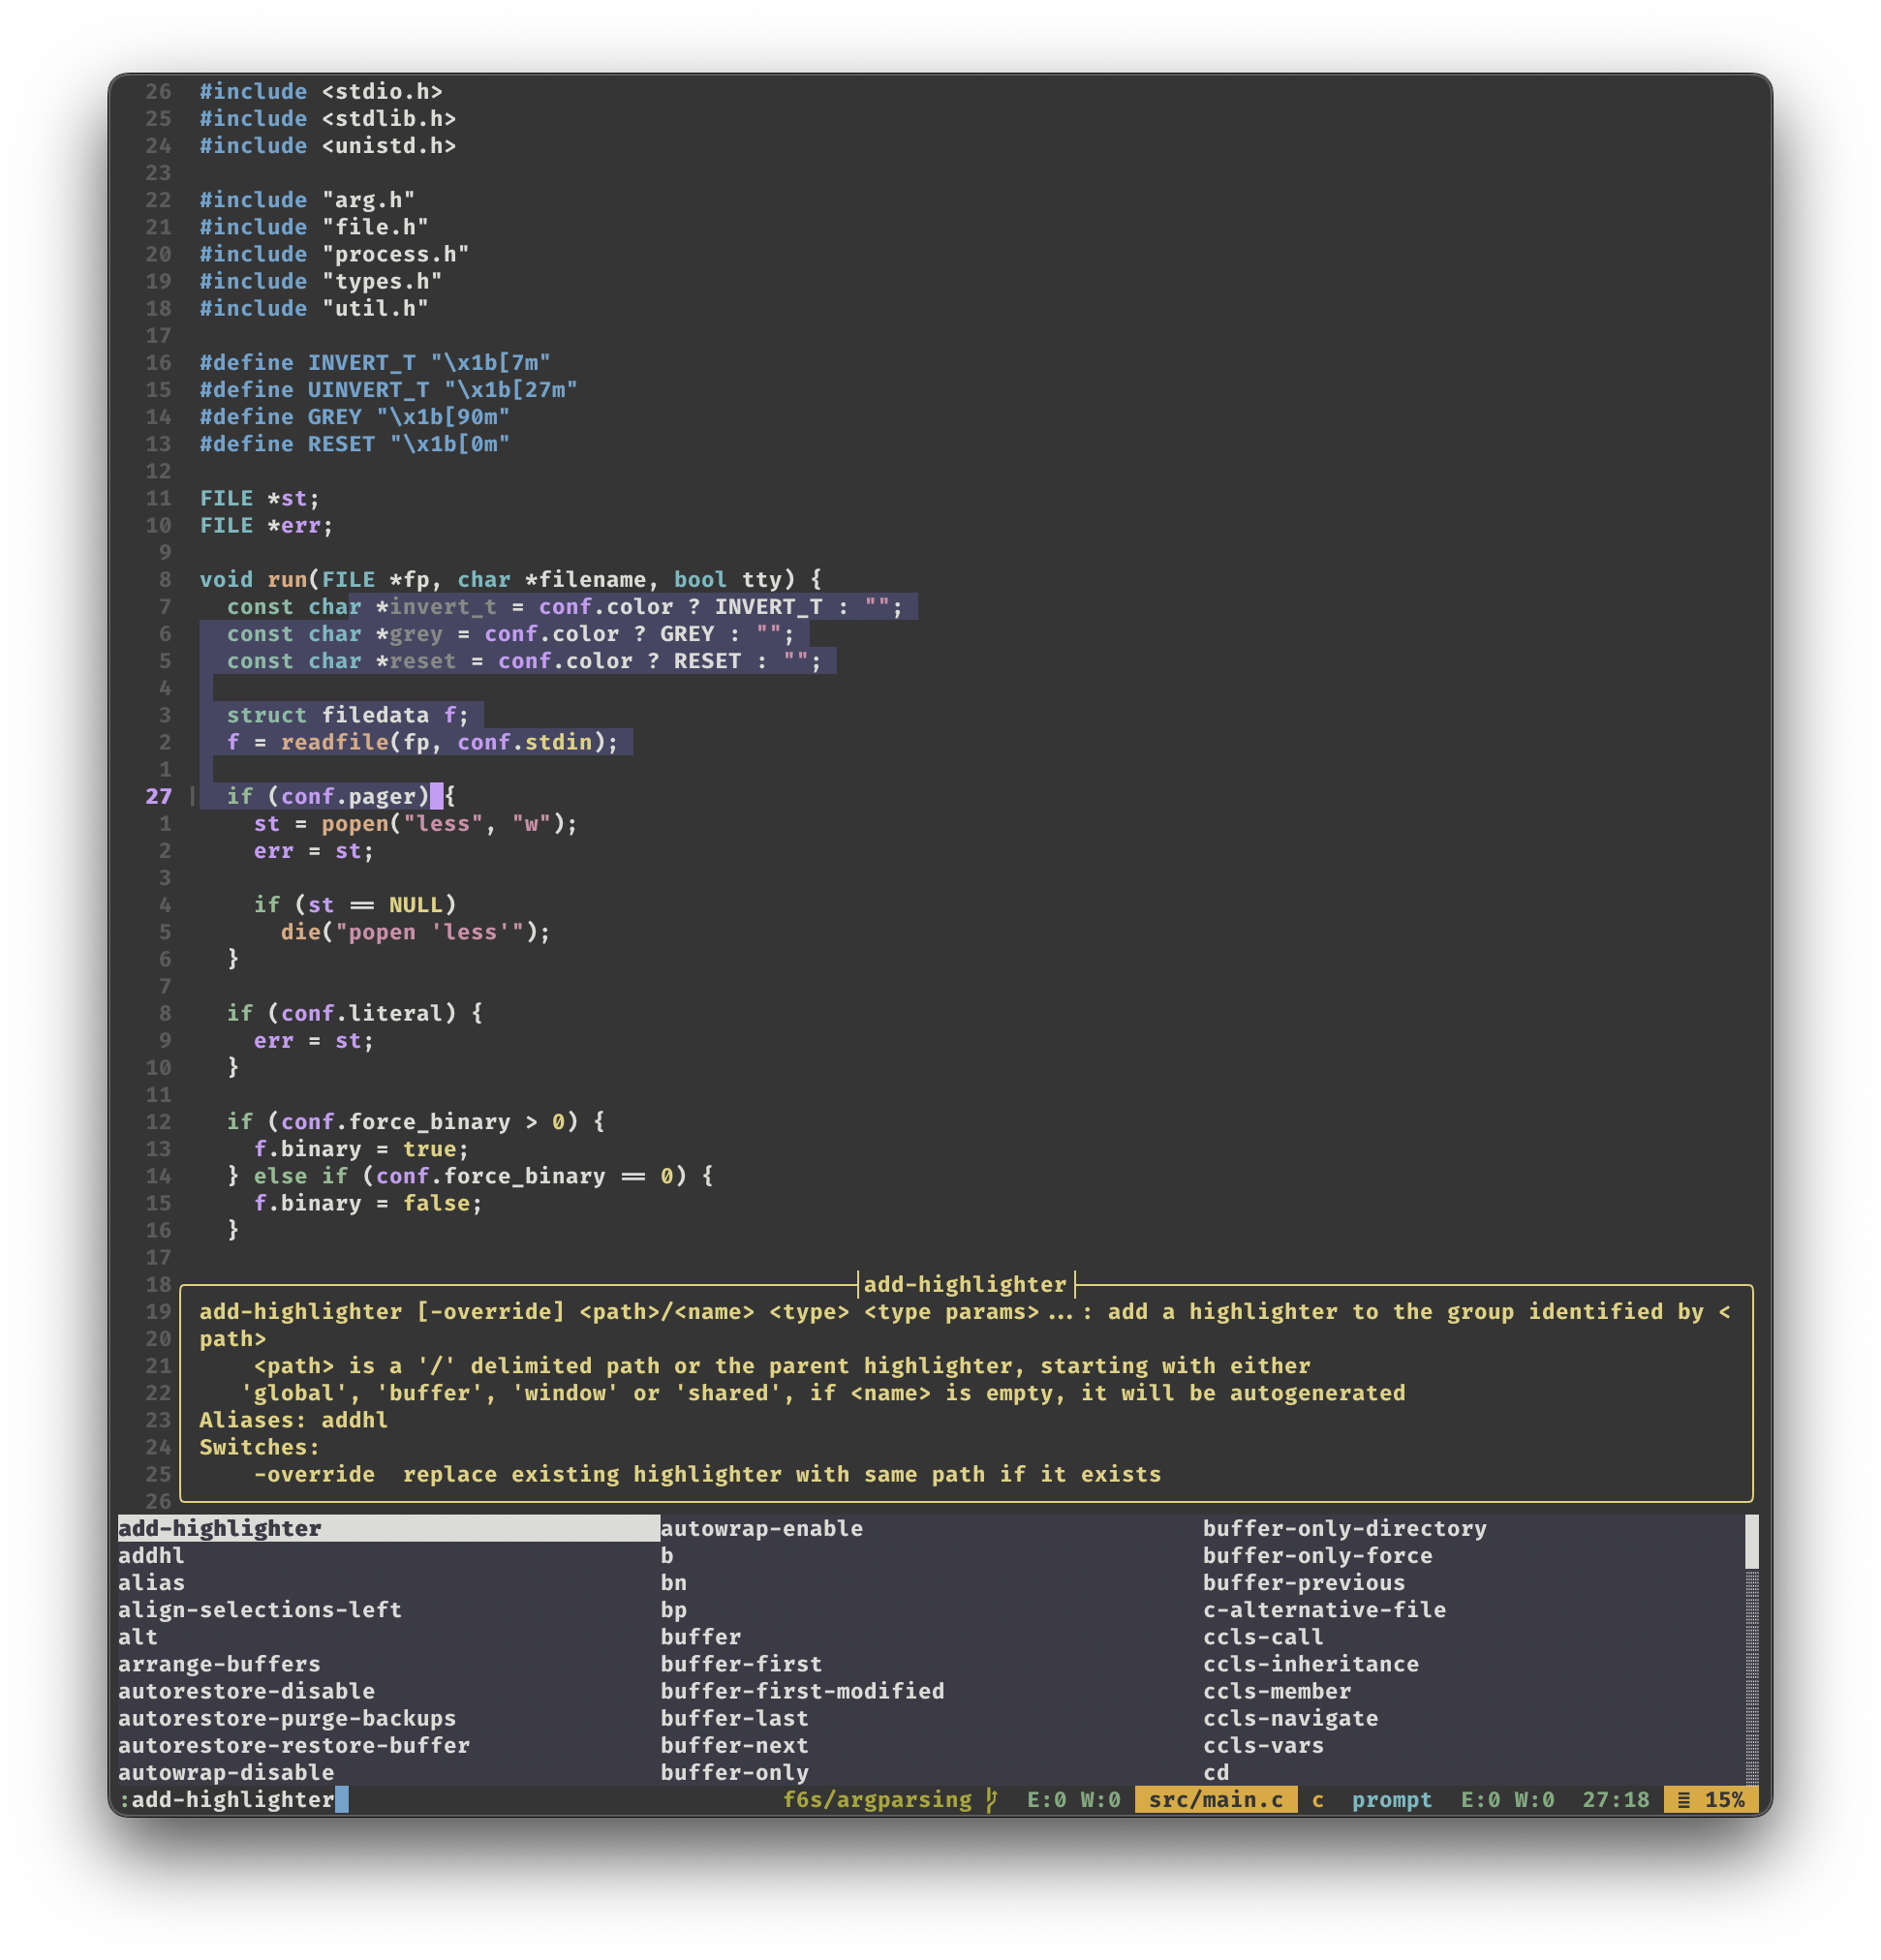 26  #include <stdio.h>
25  #include <stdlib.h>
24  #include <unistd.h>
23
22  #include "arg.h"
21  #include "file.h"
20  #include "process.h"
19  #include "types.h"
18  #include "util.h"
17
16  #define INVERT_T "\x1b[7m"
15  #define UINVERT_T "\x1b[27m"
14  #define GREY "\x1b[90m"
13  #define RESET "\x1b[0m"
12
11  FILE *st;
10  FILE *err;
9
8  void run(FILE *fp, char *filename, bool tty) {
7    const char *invert_t = conf.color ? INVERT_T : "";
6    const char *grey = conf.color ? GREY : "";
5    const char *reset = conf.color ? RESET : "";
4
3    struct filedata f;
2    f = readfile(fp, conf.stdin);
1
27 |  if (conf.pager) {
1      st = popen("less", "w");
2      err = st;
3
4      if (st == NULL)
5        die("popen 'less'");
6    }
7
8    if (conf.literal) {
9      err = st;
10    }
11
12    if (conf.force_binary > 0) {
13      f.binary = true;
14    } else if (conf.force_binary == 0) {
15      f.binary = false;
16    }
17
18 add-highlighter
19 add-highlighter [-override] <path>/<name> <type> <type params>...: add a highlighter to the group identified by <
20 path>
21     <path> is a '/' delimited path or the parent highlighter, starting with either
22    'global', 'buffer', 'window' or 'shared', if <name> is empty, it will be autogenerated
23 Aliases: addhl
24 Switches:
25     -override  replace existing highlighter with same path if it exists
26
add-highlighter autowrap-enable buffer-only-directory
addhl b buffer-only-force
alias bn buffer-previous
align-selections-left bp c-alternative-file
alt buffer ccls-call
arrange-buffers buffer-first ccls-inheritance
autorestore-disable buffer-first-modified ccls-member
autorestore-purge-backups buffer-last ccls-navigate
autorestore-restore-buffer buffer-next ccls-vars
autowrap-disable buffer-only cd
:add-highlighter f6s/argparsing E:0 W:0 src/main.c c prompt E:0 W:0 27:18 ≣ 15%